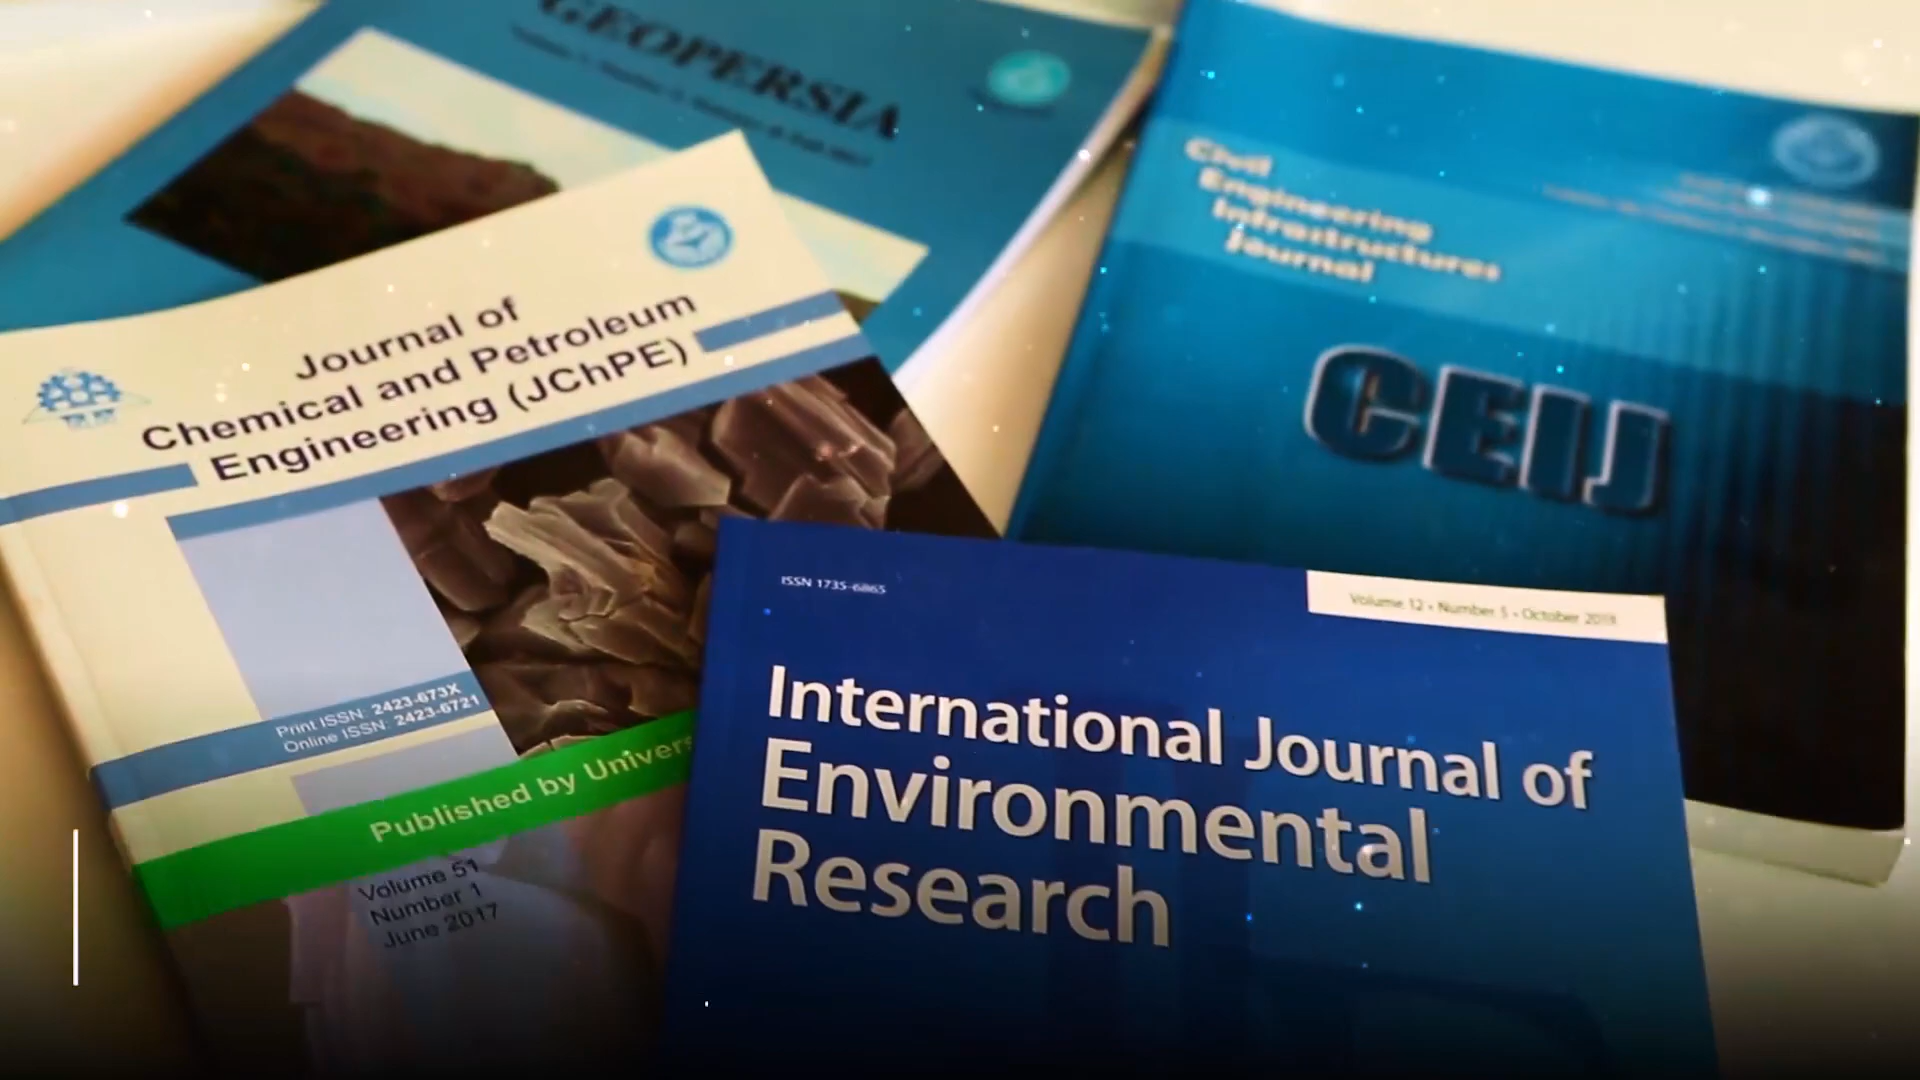 GEOPERSIA
Journal of
Chemical and Petroleum
Engineering (JChPE)
Print ISSN: 2423-673X
Online ISSN: 2423-6721
Published by Univers
Volume 51
Number 1
June 2017
Civil
Engineering
Infrastructures
Journal
CEIJ
ISSN 1735-6865
Volume 12 • Number 5 • October 2018
International Journal of
Environmental
Research